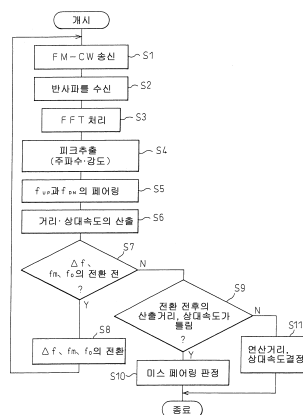 개시
FM-CW 송신
S1
반사파를 수신
S2
FFT 처리
S3
피크추출
(주파수·강도)
S4
fUP과 fDN의 페어링
S5
거리·상대속도의 산출
S6
△f、
fm、fo의 전환 전
?
S7
N
Y
△f、fm、fo의 전환
S8
전환 전후의
산출거리, 상대속도가
틀림
?
S9
N
Y
미스 페어링 판정
S10
연산거리,
상대속도결정
S11
종료